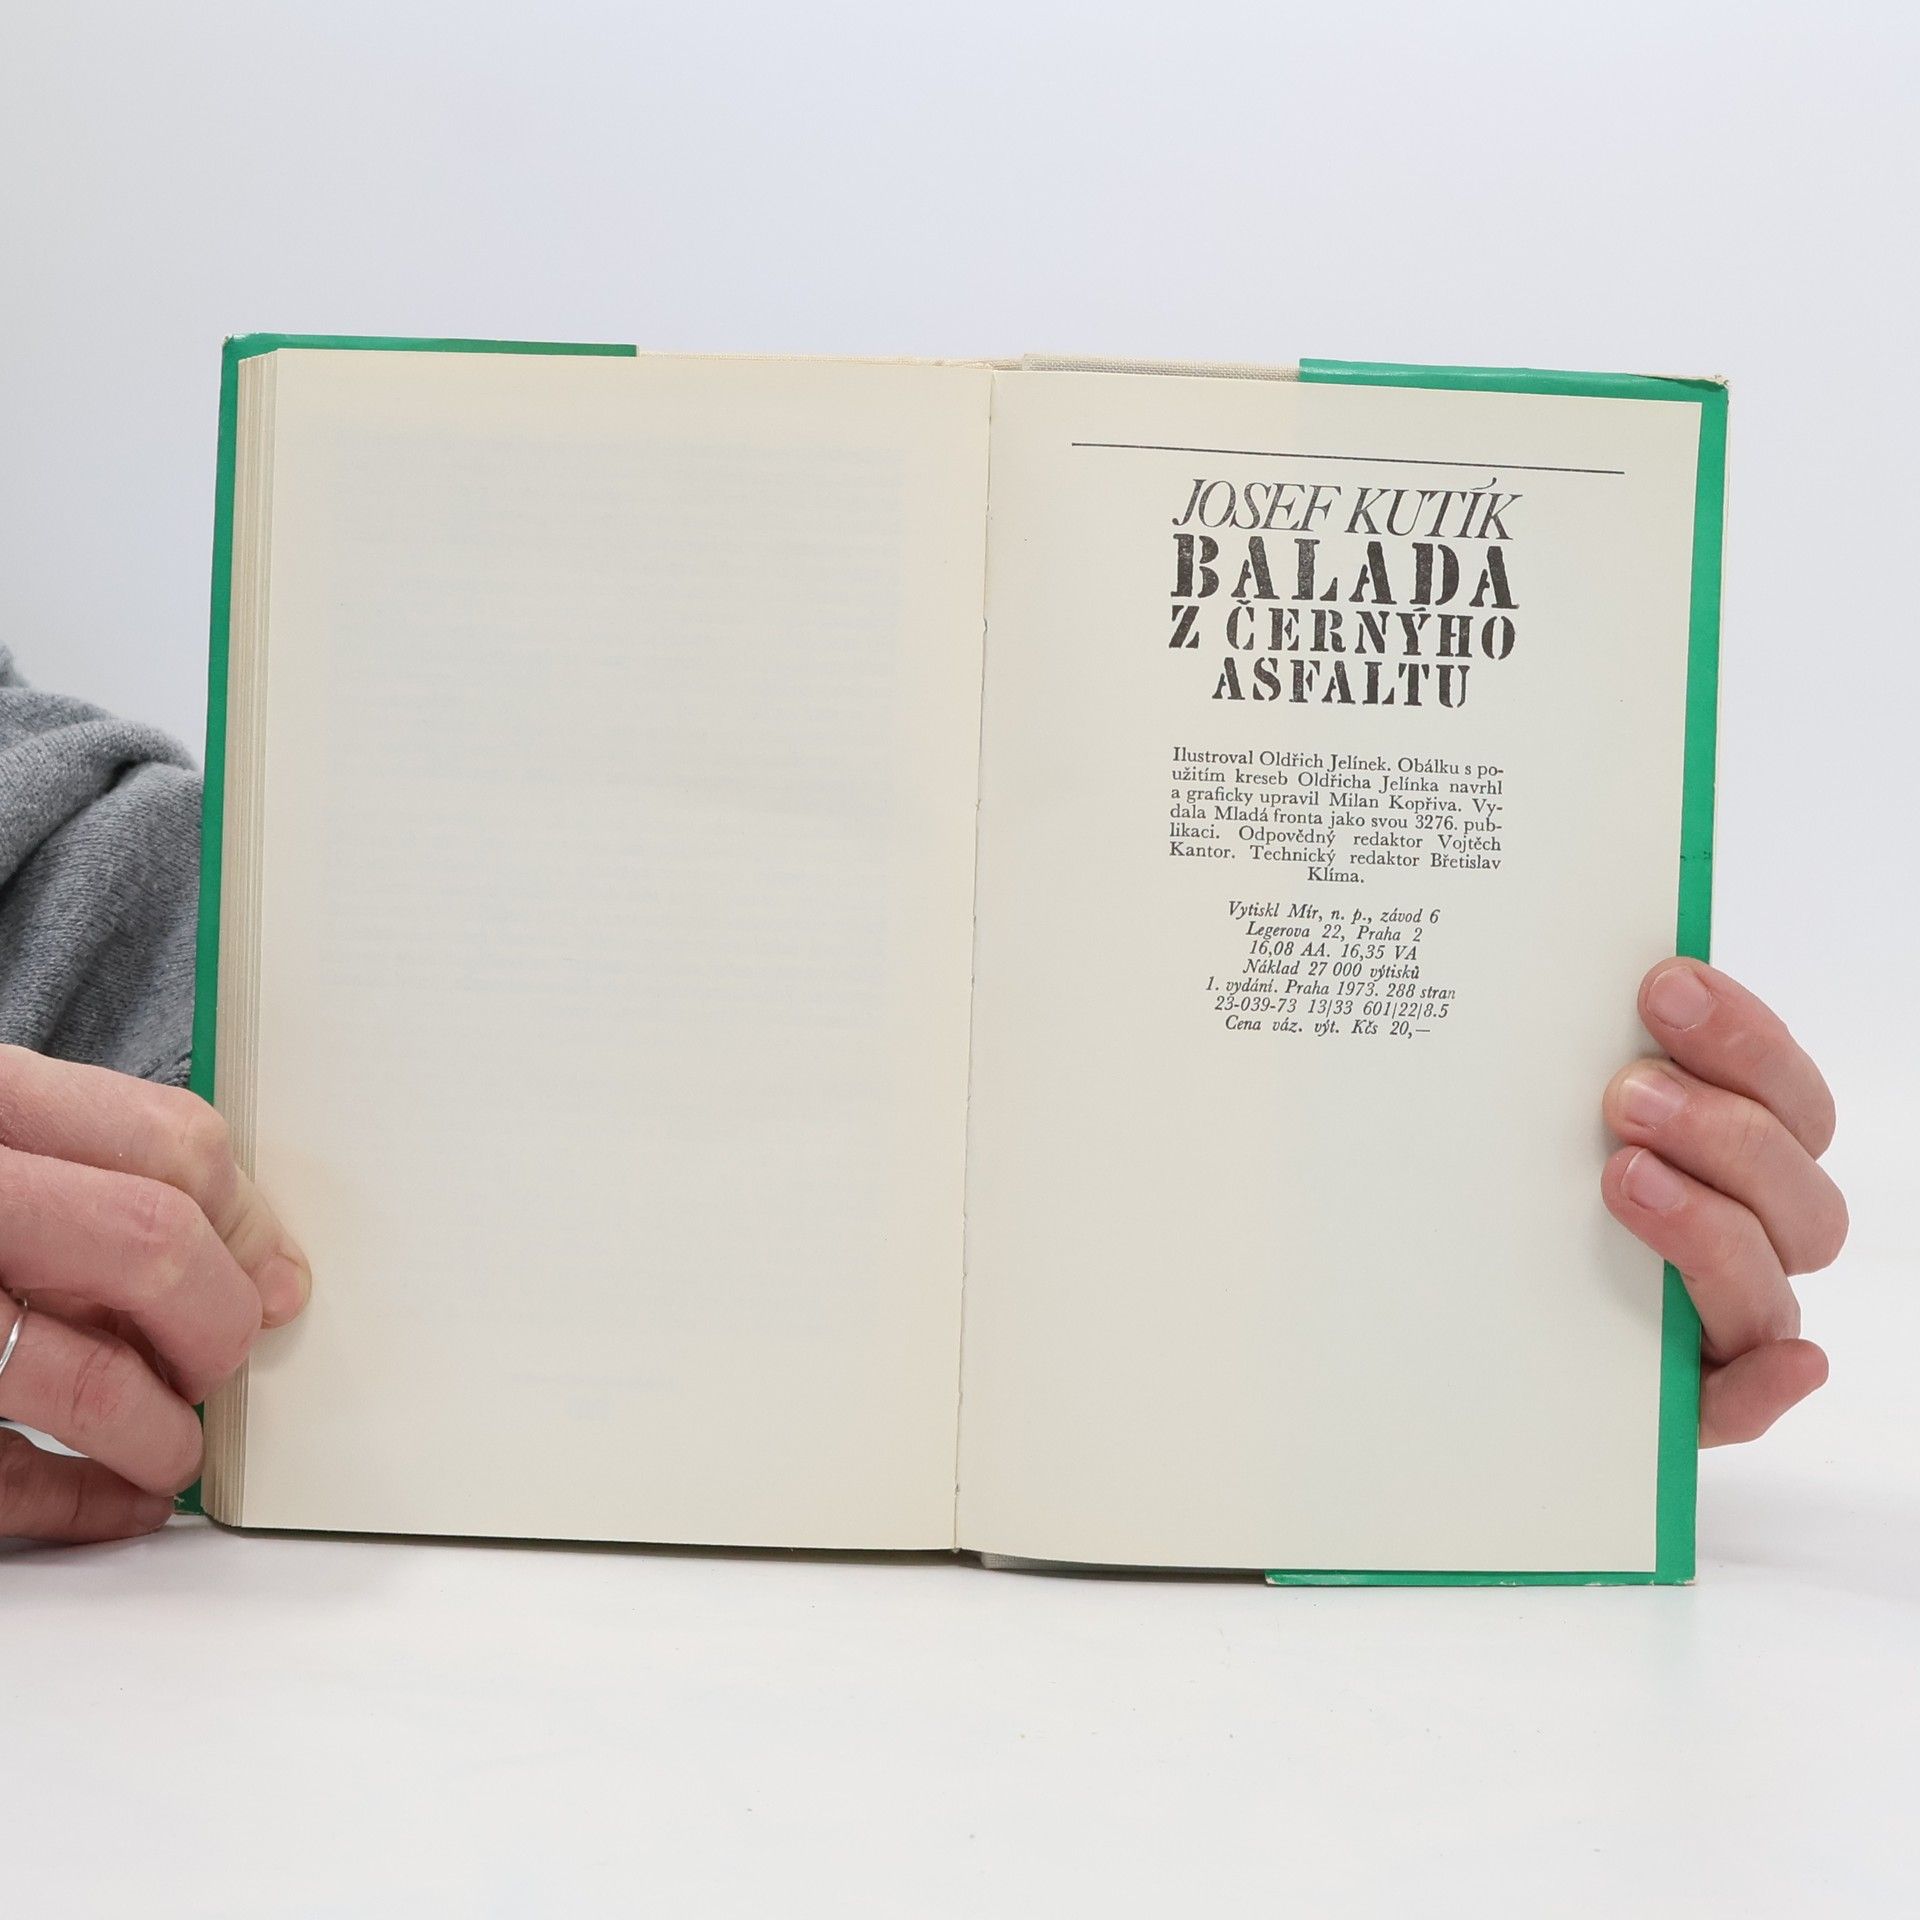 JOSEF KUTÍK
BALADA
Z ČERNÝHO
ASFALTU
Ilustroval Oldřich Jelínek. Obálku s po-
užitím kreseb Oldřicha Jelínka navrhl
a graficky upravil Milan Kopřiva. Vy-
dala Mladá fronta jako svou 3276. pub-
likaci. Odpovědný redaktor Vojtěch
Kantor. Technický redaktor Břetislav
Klíma.
Vytiskl Mír, n. p., závod 6
Legerova 22, Praha 2
16,08 AA. 16,35 VA
Náklad 27 000 výtisků
1. vydání. Praha 1973. 288 stran
23-039-73 13/33 601/22/8.5
Cena váz. výt. Kčs 20,—